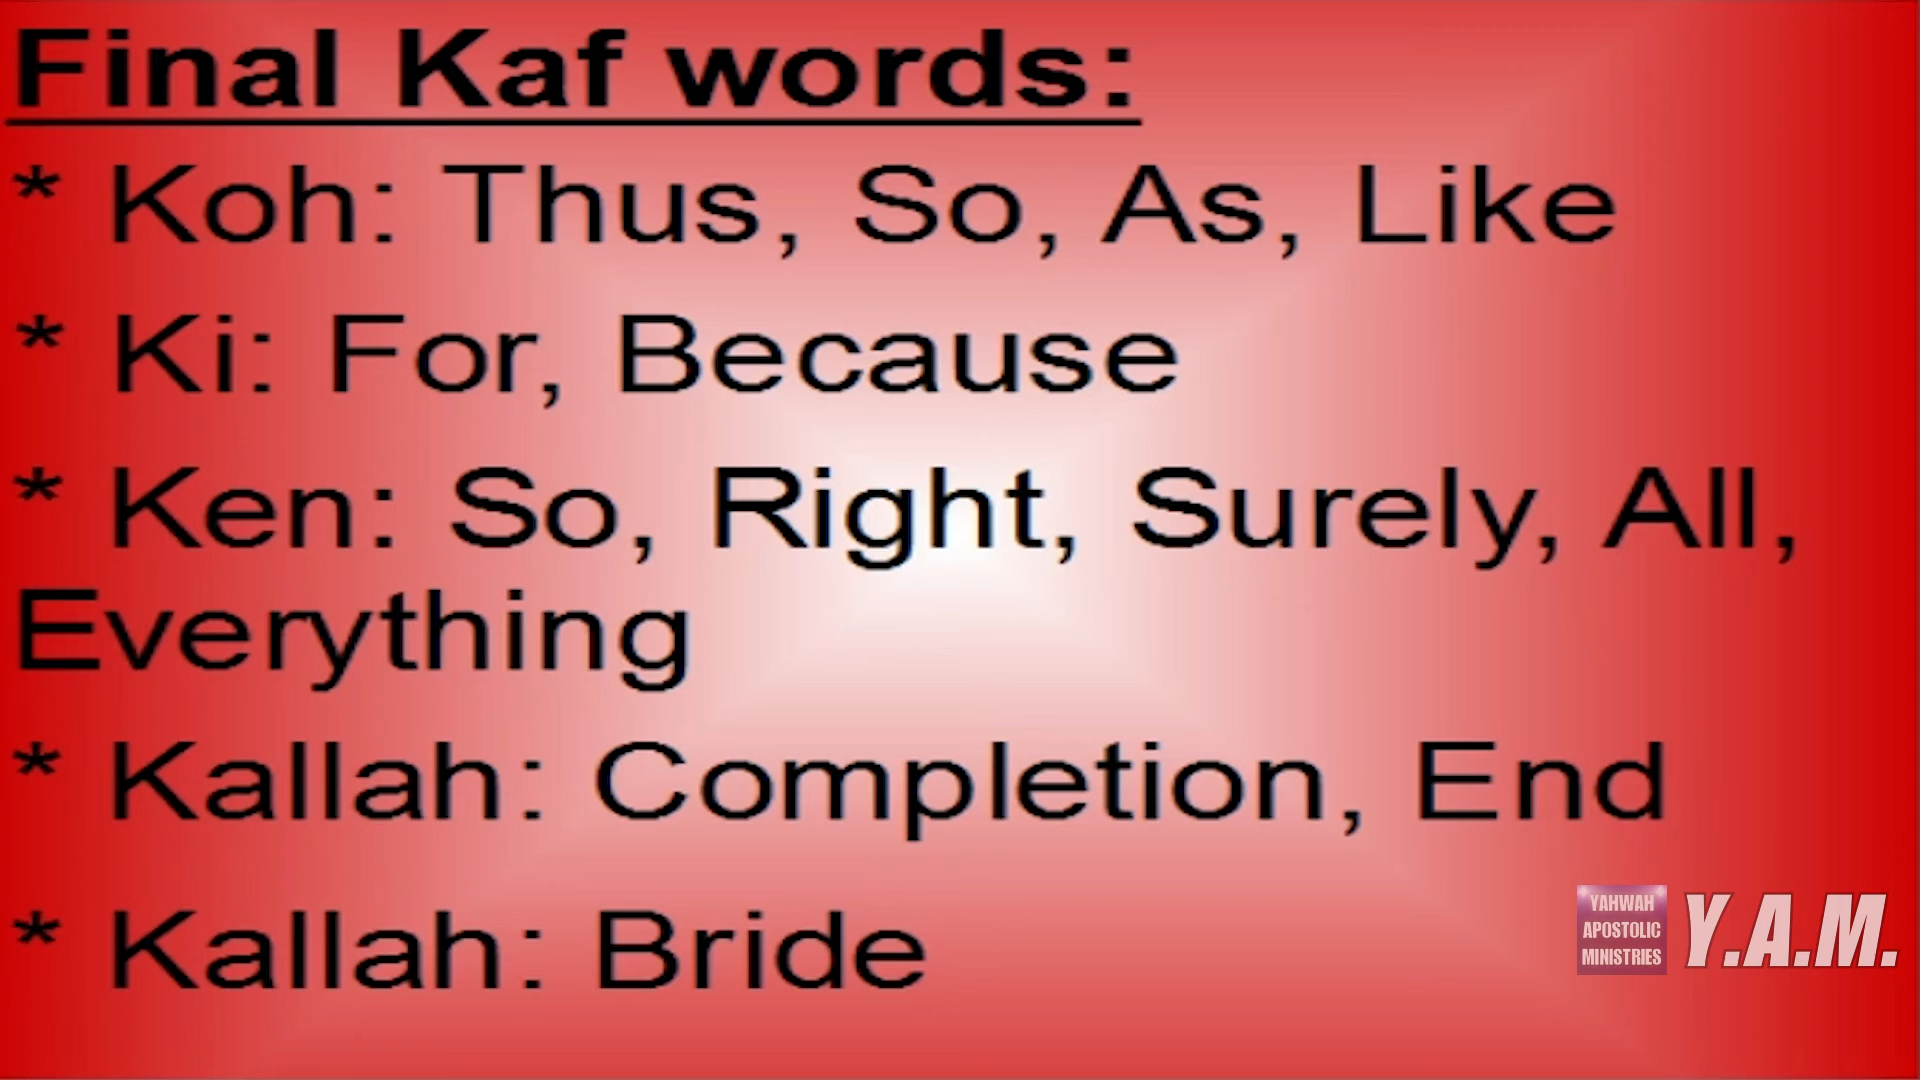 Final Kaf words:
* Koh: Thus, So, As, Like
* Ki: For, Because
* Ken: So, Right, Surely, All,
Everything
* Kallah: Completion, End
* Kallah: Bride
YAHWAH
APOSTOLIC
MINISTRIES
Y.A.M.